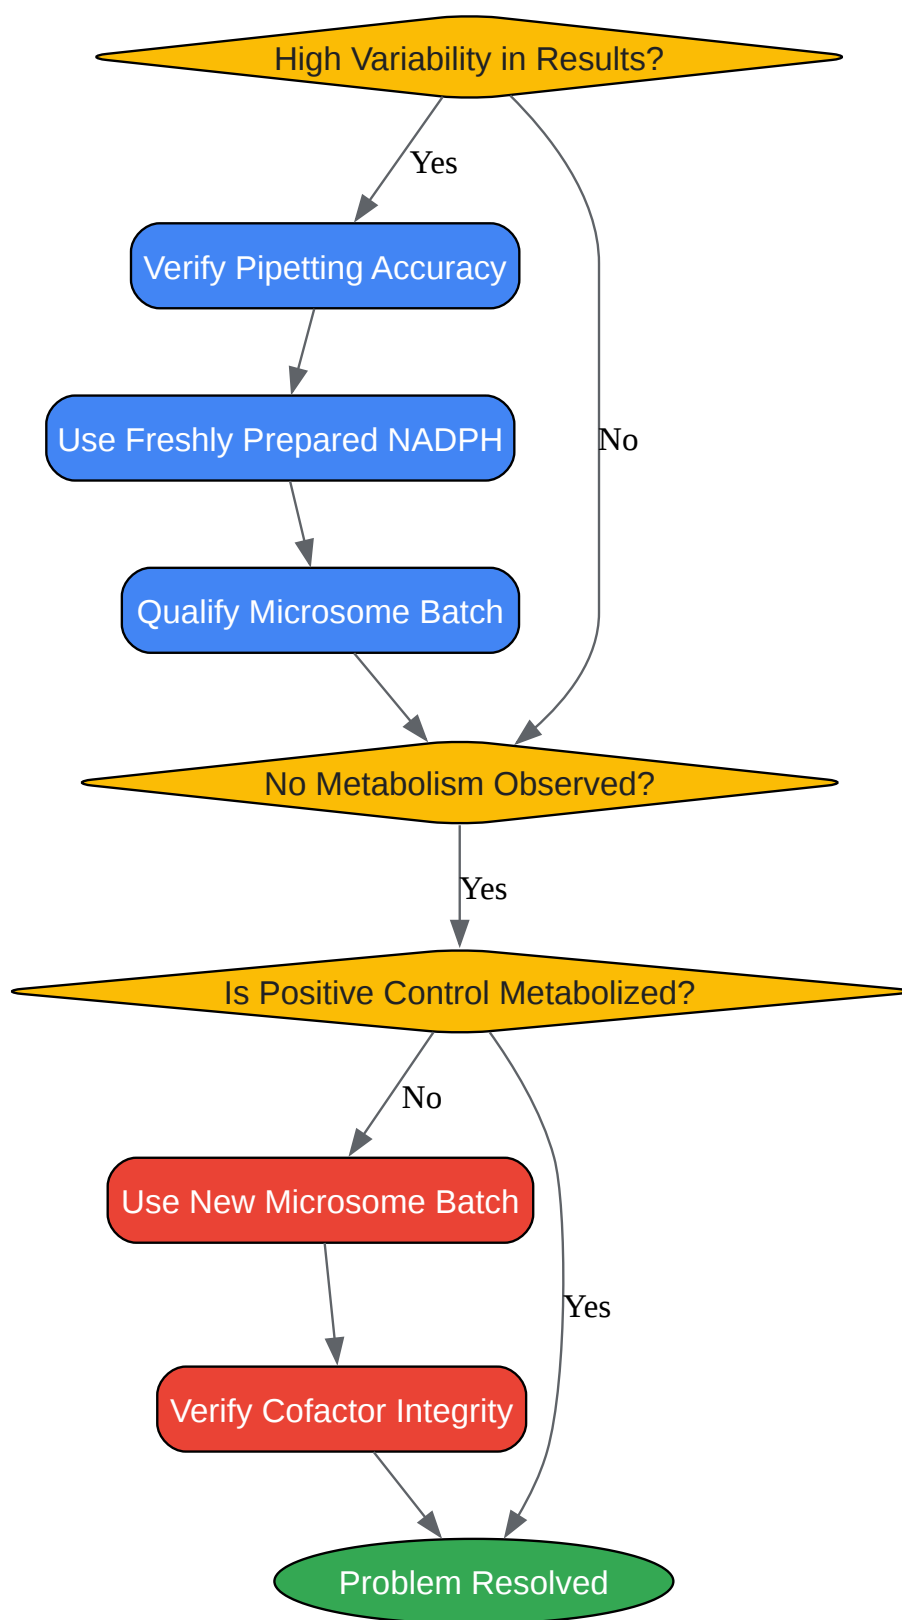 High Variability in Results?
Yes
Verify Pipetting Accuracy
Use Freshly Prepared NADPH
No
Qualify Microsome Batch
No Metabolism Observed?
Yes
Is Positive Control Metabolized?
No
Use New Microsome Batch
Yes
Verify Cofactor Integrity
Problem Resolved